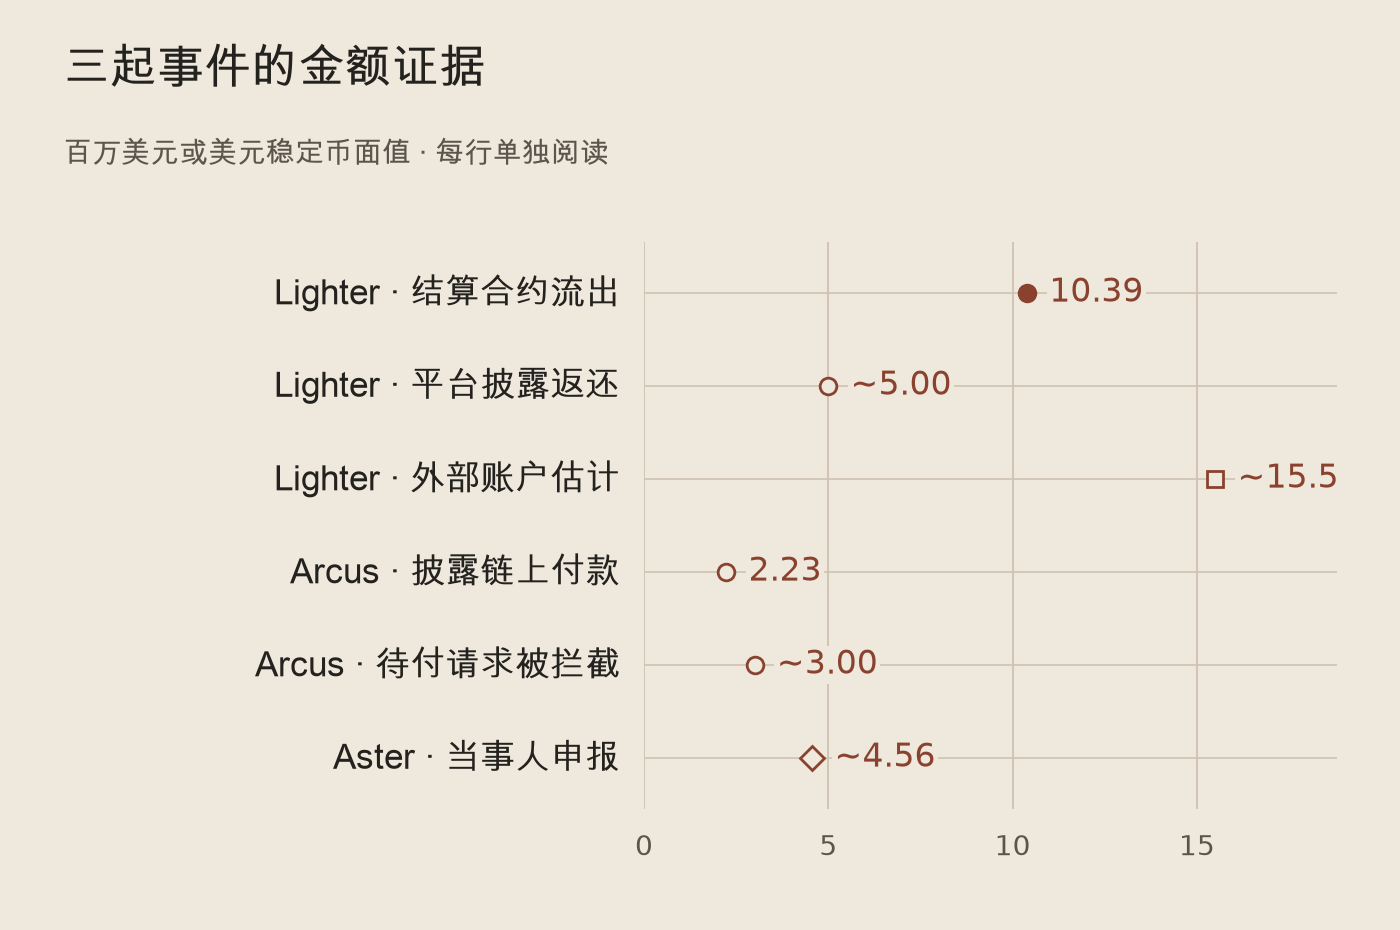 三起事件的金额证据
百万美元或美元稳定币面值 · 每行单独阅读
Lighter · 结算合约流出 10.39
Lighter · 平台披露返还 ~5.00
Lighter · 外部账户估计 ~15.5
Arcus · 披露链上付款 2.23
Arcus · 待付请求被拦截 ~3.00
Aster · 当事人申报 ~4.56
0 5 10 15